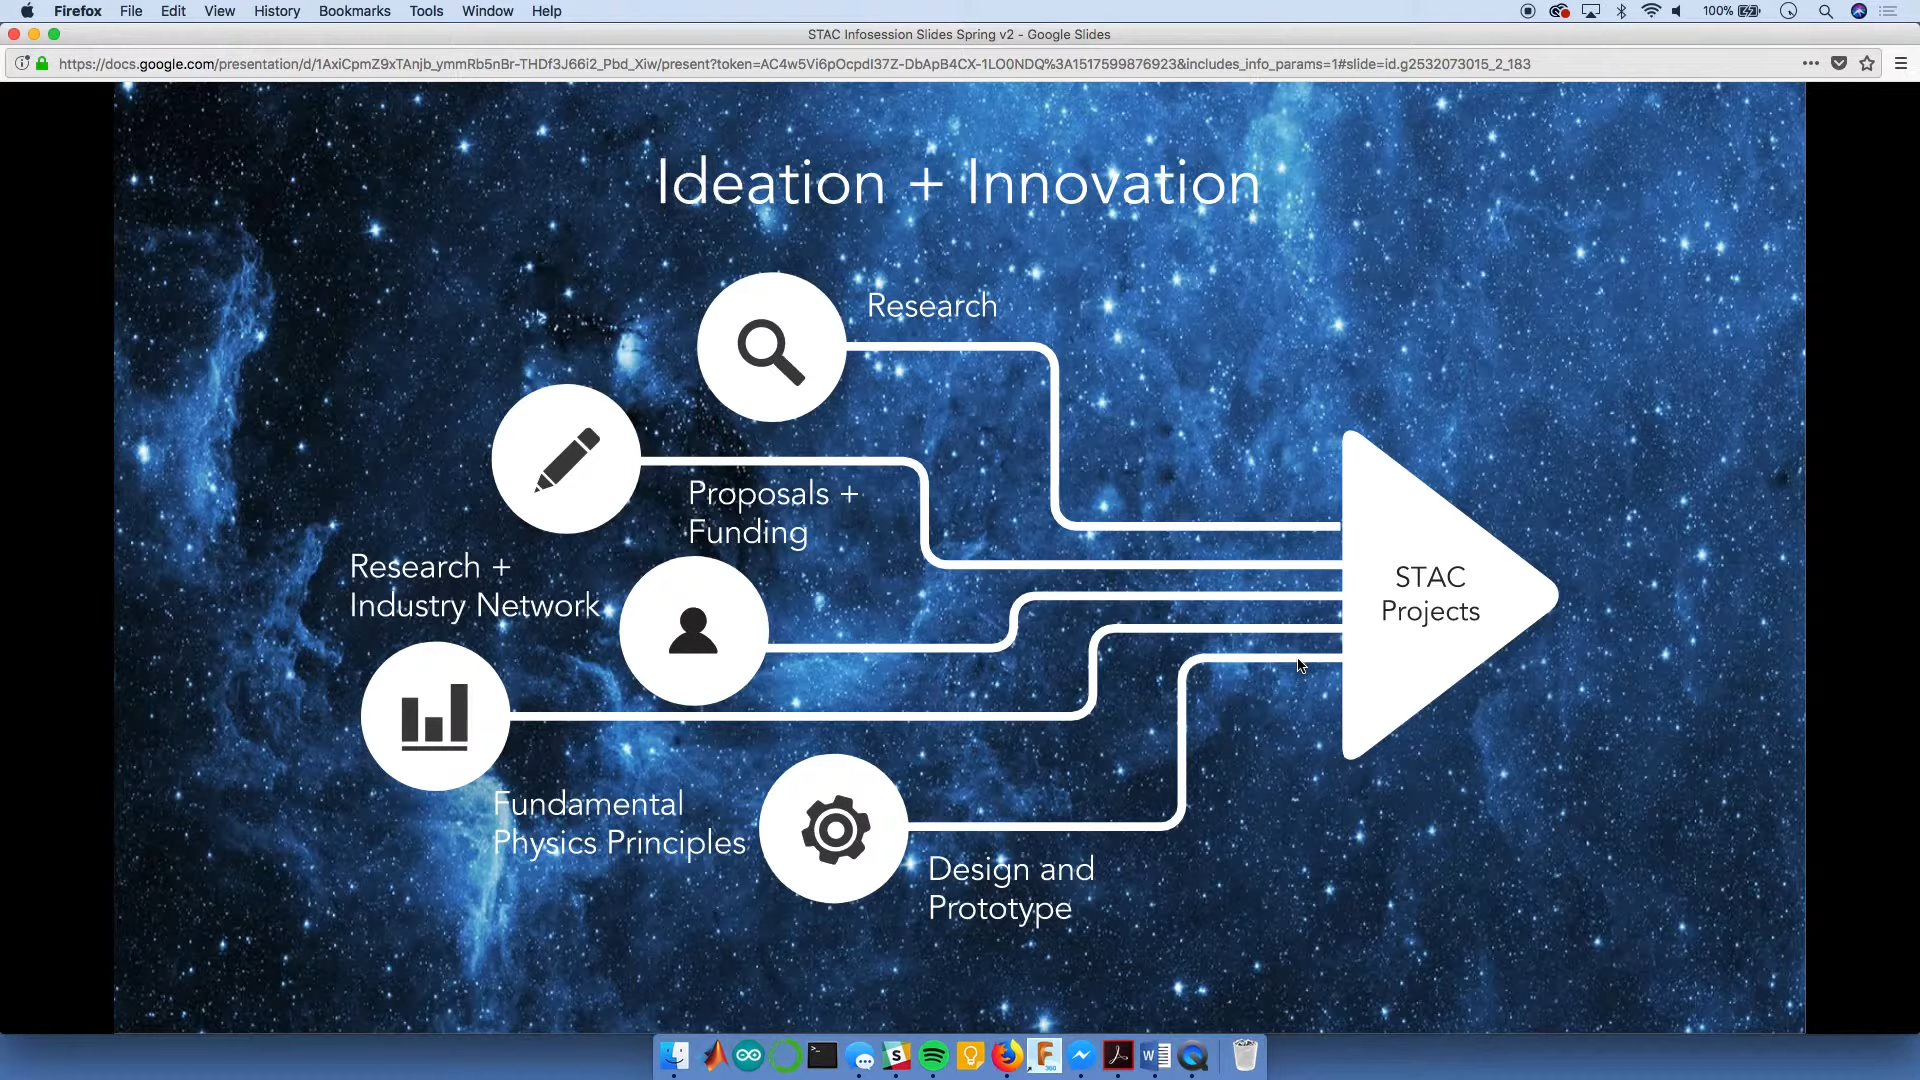 Firefox File Edit View History Bookmarks Tools Window Help 100%
STAC Infosession Slides Spring v2 - Google Slides
https://docs.google.com/presentation/d/1AxiCpmZ9xTAnjb_ymmRb5nBr-THDf3J66i2_Pbd_Xiw/present?token=AC4w5Vi6pOcpdI37Z-DbApB4CX-1LO0NDQ%3A1517599876923&includes_info_params=1#slide=id.g2532073015_2_183
Ideation + Innovation
Research
Proposals +
Funding
Research +
Industry Network
STAC
Projects
Fundamental
Physics Principles
Design and
Prototype